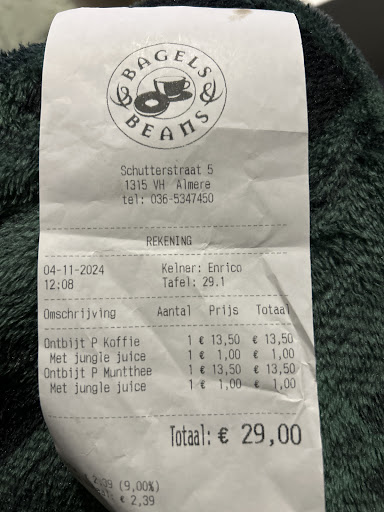 BAGELS
&
BEANS
Schutterstraat 5
1315 VH Almere
tel: 036-5347450
REKENING
04-11-2024 Kelner: Enrico
12:08 Tafel: 29.1
Omschrijving Aantal Prijs Totaal
Ontbijt P Koffie 1 € 13,50 € 13,50
Met jungle juice 1 € 1,00 € 1,00
Ontbijt P Muntthee 1 € 13,50 € 13,50
Met jungle juice 1 € 1,00 € 1,00
Totaal: € 29,00
(9,00%)
€ 2,39